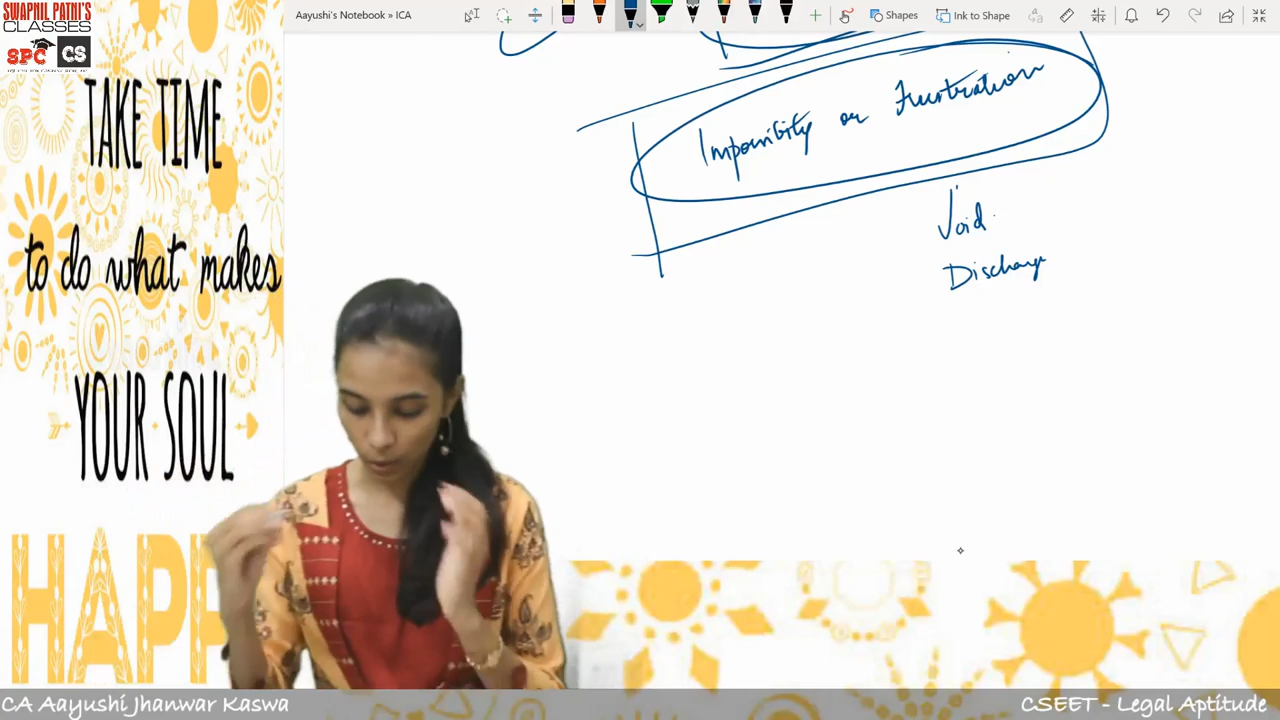 SWAPNIL PATNI'S
CLASSES
SPC CS
Aayushi's Notebook » ICA
Shapes
Ink to Shape
TAKE TIME
to do what makes
YOUR SOUL
HAPP
Impossibility or Frustration
Void
Discharge
CA Aayushi Jhanwar Kaswa
CSEET - Legal Aptitude